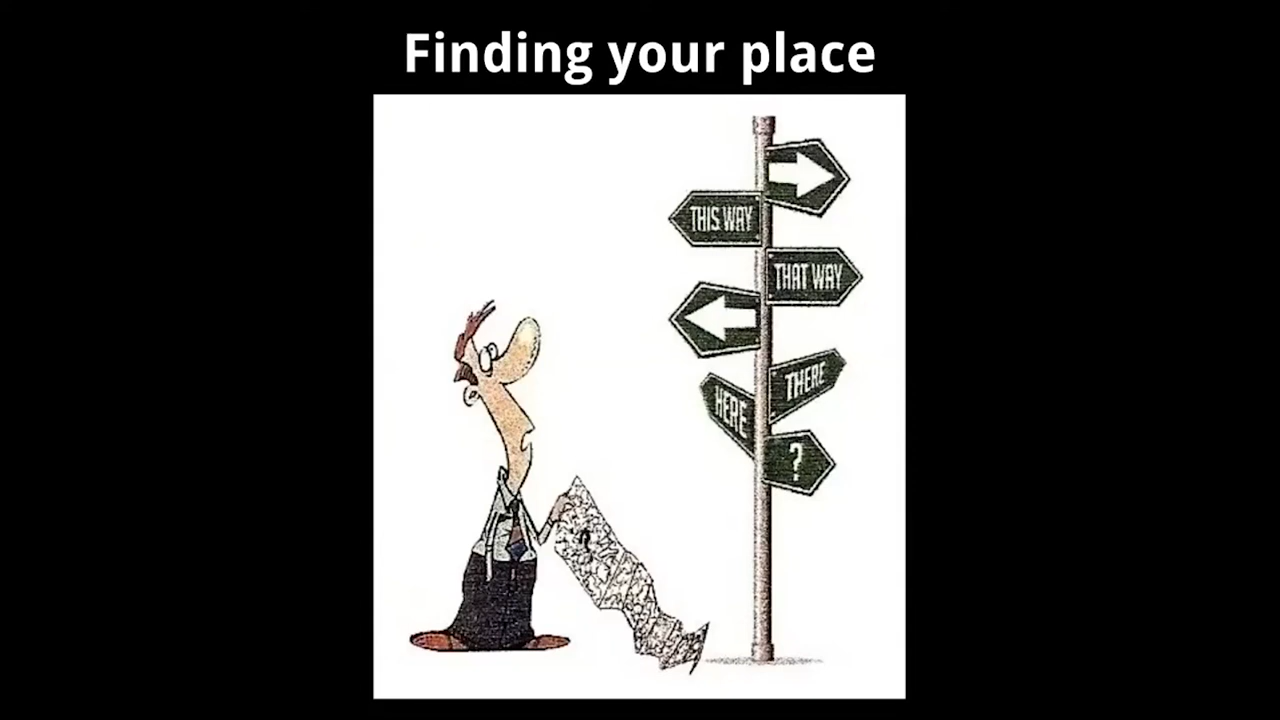 Finding your place
THIS WAY
THAT WAY
THERE
HERE
?